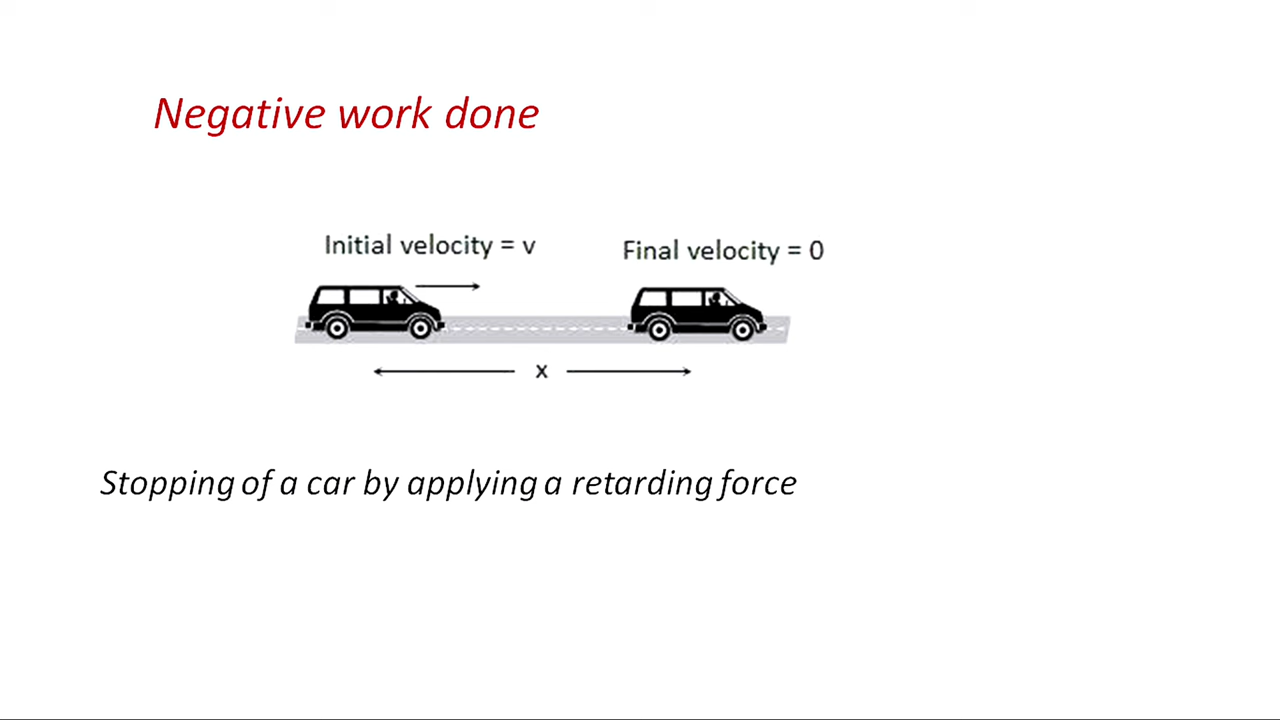 Negative work done
Initial velocity = v
Final velocity = 0
x
Stopping of a car by applying a retarding force